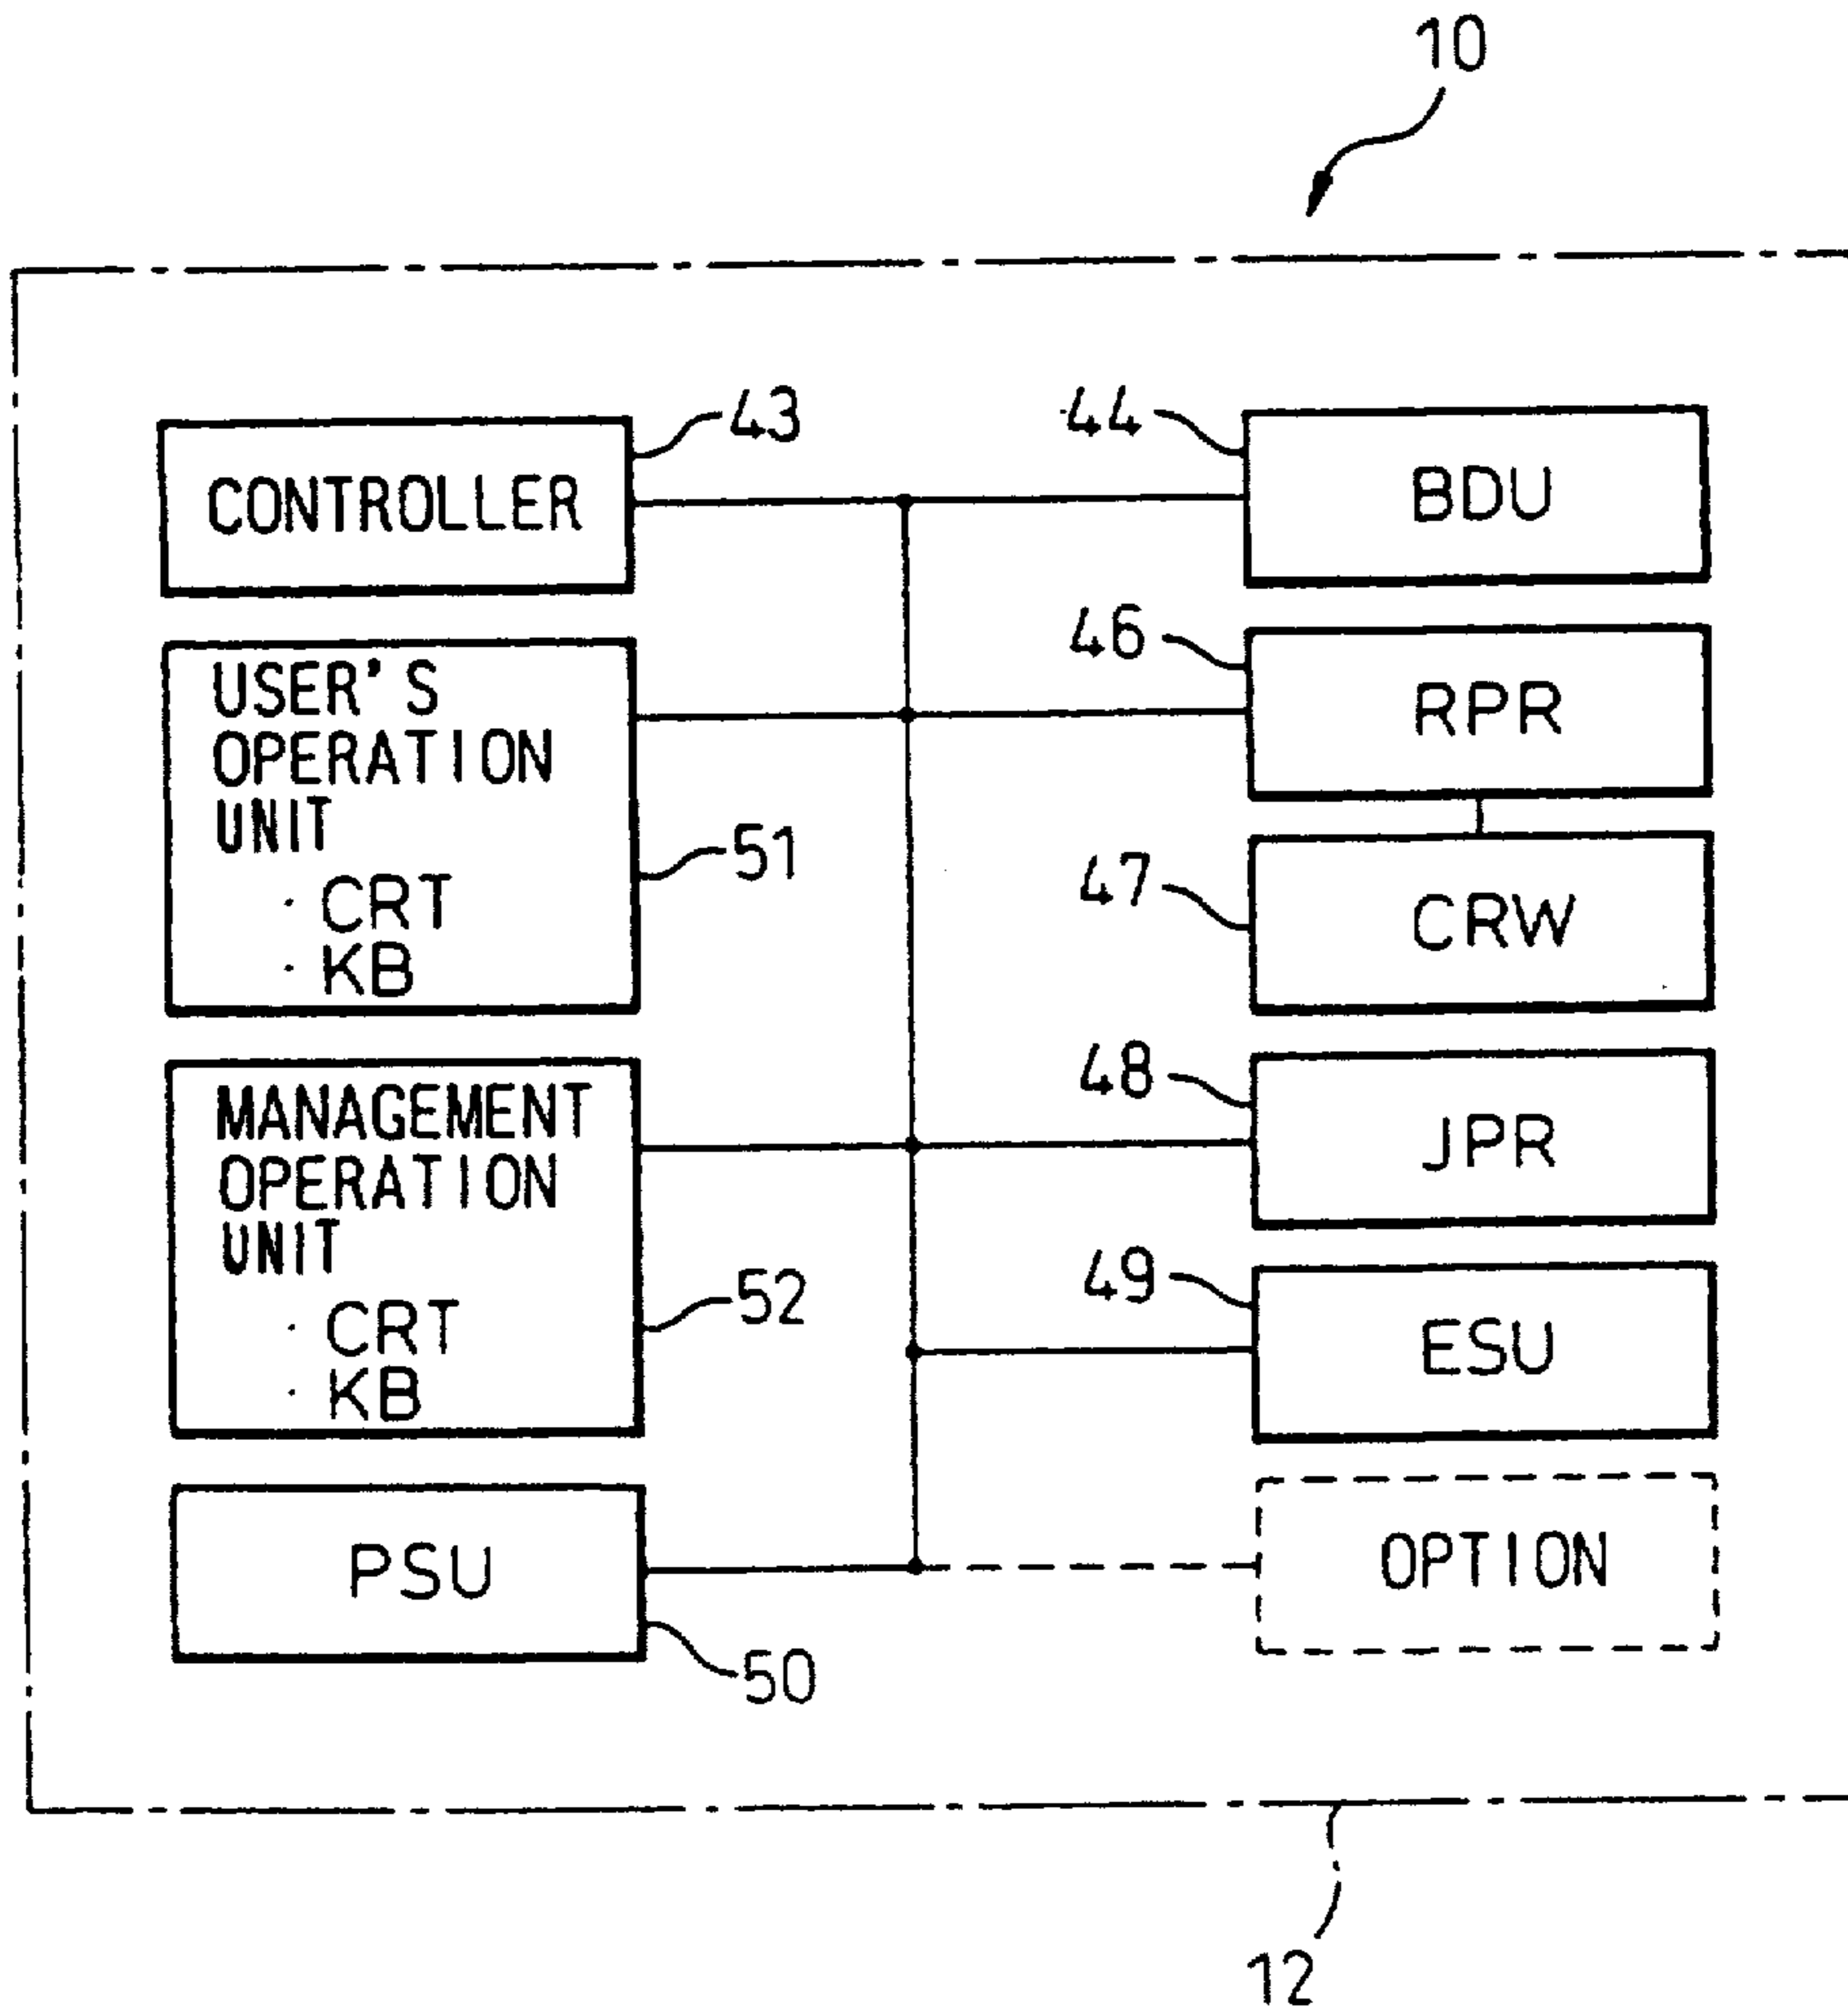 10
43
CONTROLLER
44
BDU
USER'S
OPERATION
UNIT
· CRT
· KB
51
46
RPR
47
CRW
MANAGEMENT
OPERATION
UNIT
· CRT
· KB
52
48
JPR
49
ESU
PSU
50
OPTION
12